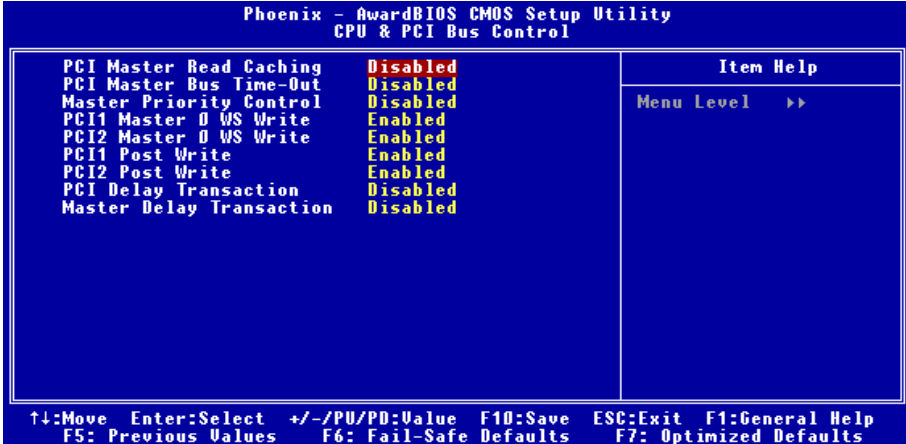 Phoenix - AwardBIOS CMOS Setup Utility
CPU & PCI Bus Control
PCI Master Read Caching Disabled
PCI Master Bus Time-Out Disabled
Master Priority Control Disabled
PCI1 Master 0 WS Write Enabled
PCI2 Master 0 WS Write Enabled
PCI1 Post Write Enabled
PCI2 Post Write Enabled
PCI Delay Transaction Disabled
Master Delay Transaction Disabled
Item Help
Menu Level ▸▸
↑↓:Move Enter:Select +/-/PU/PD:Value F10:Save ESC:Exit F1:General Help
F5: Previous Values F6: Fail-Safe Defaults F7: Optimized Defaults